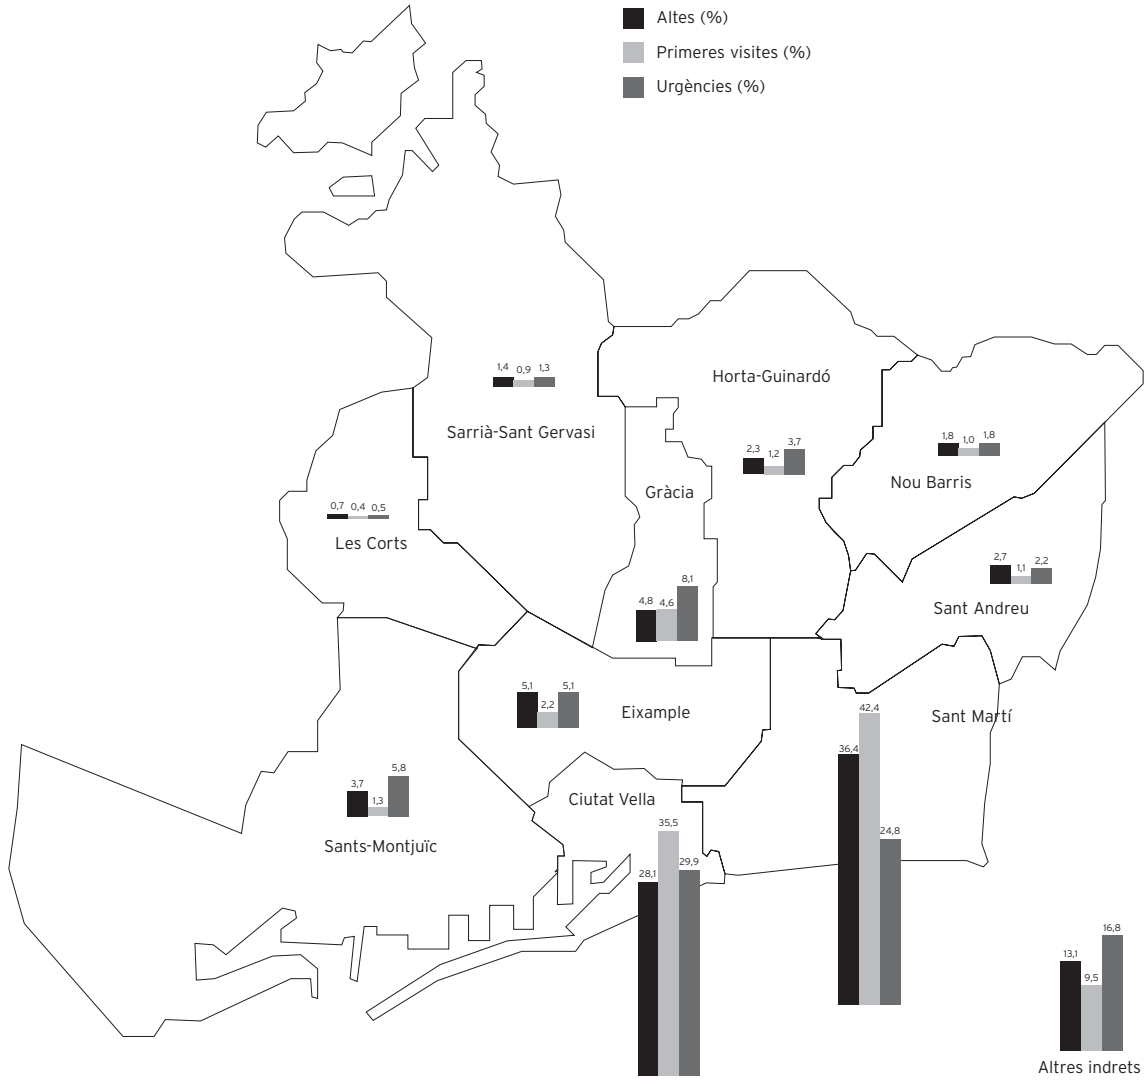 Altes (%)
Primeres visites (%)
Urgències (%)
1,4 0,9 1,3
Sarrià-Sant Gervasi
Horta-Guinardó
2,3 1,2 3,7
1,8 1,0 1,8
Nou Barris
Gràcia
4,8 4,6 8,1
0,7 0,4 0,5
Les Corts
2,7 1,1 2,2
Sant Andreu
5,1 2,2 5,1
Eixample
Sant Martí
36,4 42,4 24,8
3,7 1,3 5,8
Sants-Montjuïc
Ciutat Vella
28,1 35,5 29,9
13,1 9,5 16,8
Altres indrets